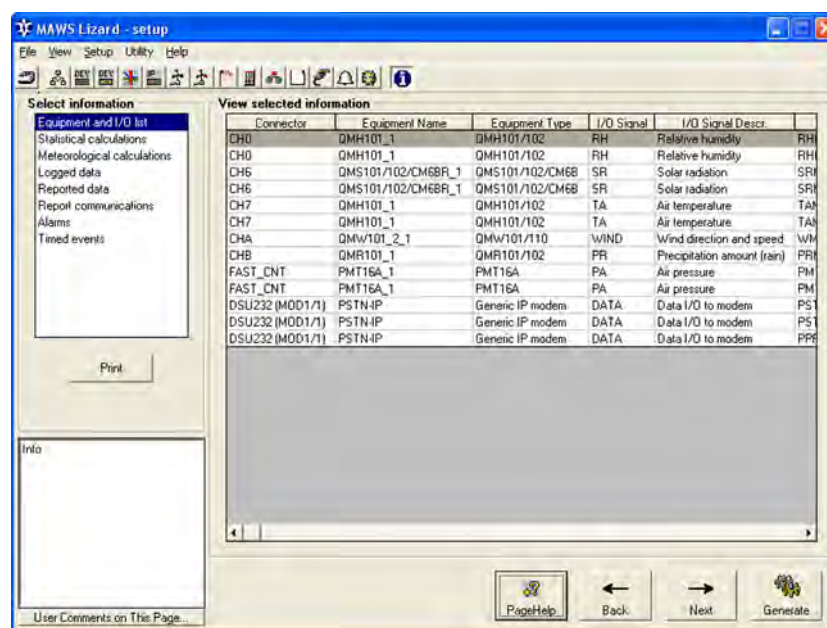 MAWS Lizard - setup
File View Setup Utility Help
Select information
Equipment and I/O list
Statistical calculations
Meteorological calculations
Logged data
Reported data
Report communications
Alarms
Timed events
Print
Info
User Comments on This Page...
View selected information
Connector Equipment Name Equipment Type I/O Signal I/O Signal Descr.
CH0 QMH101_1 QMH101/102 RH Relative humidity RH
CH0 QMH101_1 QMH101/102 RH Relative humidity RH
CH6 QMS101/102/CM6BR_1 QMS101/102/CM6B SR Solar radiation
CH6 QMS101/102/CM6BR_1 QMS101/102/CM6B SR Solar radiation
CH7 QMH101_1 QMH101/102 TA Air temperature
CH7 QMH101_1 QMH101/102 TA Air temperature
CHA QMW101_2_1 QMW101/110 WIND Wind direction and speed
CHB QMR101_1 QMR101/102 PR Precipitation amount (rain)
FAST_CNT PMT16A_1 PMT16A PA Air pressure PM
FAST_CNT PMT16A_1 PMT16A PA Air pressure PM
DSU232 (MOD1/1) PSTN-IP Generic IP modem DATA Data I/O to modem
DSU232 (MOD1/1) PSTN-IP Generic IP modem DATA Data I/O to modem
DSU232 (MOD1/1) PSTN-IP Generic IP modem DATA Data I/O to modem
PageHelp Back Next Generate